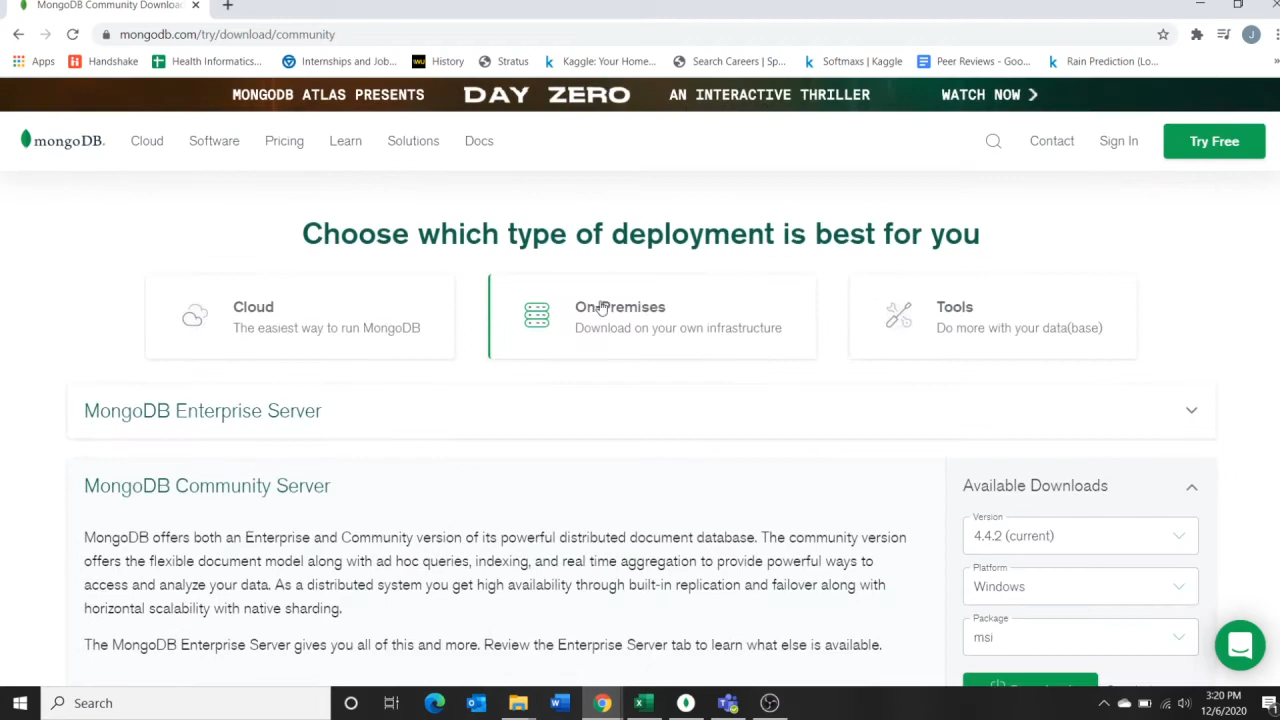 MongoDB Community Downloa
mongodb.com/try/download/community
Apps Handshake Health Informatics... Internships and Job... History Stratus Kaggle: Your Home... Search Careers | Sp... Softmaxs | Kaggle Peer Reviews - Goo... Rain Prediction (Lo...
MONGODB ATLAS PRESENTS DAY ZERO AN INTERACTIVE THRILLER WATCH NOW
mongoDB. Cloud Software Pricing Learn Solutions Docs Contact Sign In Try Free
Choose which type of deployment is best for you
Cloud
The easiest way to run MongoDB
On-Premises
Download on your own infrastructure
Tools
Do more with your data(base)
MongoDB Enterprise Server
MongoDB Community Server
MongoDB offers both an Enterprise and Community version of its powerful distributed document database. The community version
offers the flexible document model along with ad hoc queries, indexing, and real time aggregation to provide powerful ways to
access and analyze your data. As a distributed system you get high availability through built-in replication and failover along with
horizontal scalability with native sharding.
The MongoDB Enterprise Server gives you all of this and more. Review the Enterprise Server tab to learn what else is available.
Available Downloads
Version
4.4.2 (current)
Platform
Windows
Package
msi
Search
3:20 PM
12/6/2020